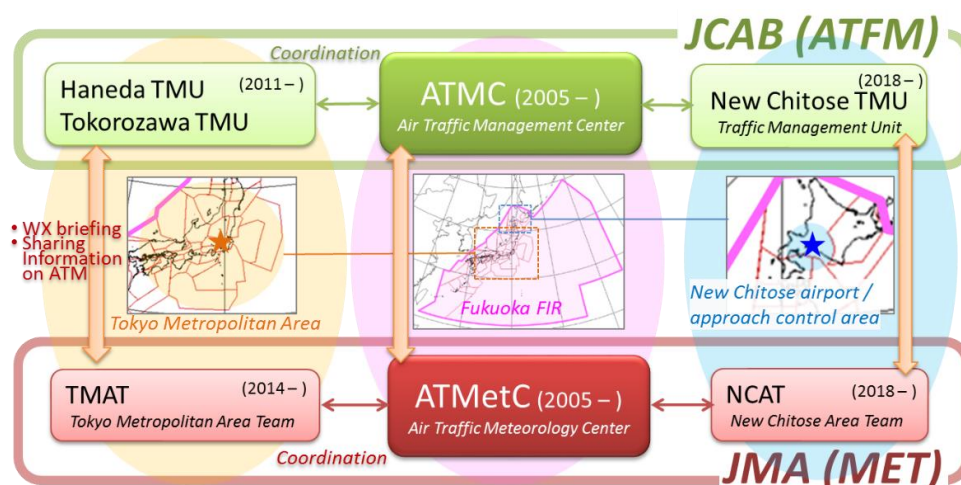 JCAB (ATFM)
Coordination
Haneda TMU (2011– )
Tokorozawa TMU
ATMC (2005 – )
Air Traffic Management Center
(2018– )
New Chitose TMU
Traffic Management Unit
• WX briefing
• Sharing
Information
on ATM
Tokyo Metropolitan Area
Fukuoka FIR
New Chitose airport /
approach control area
TMAT (2014– )
Tokyo Metropolitan Area Team
ATMetC (2005 – )
Air Traffic Meteorology Center
NCAT (2018– )
New Chitose Area Team
Coordination
JMA (MET)